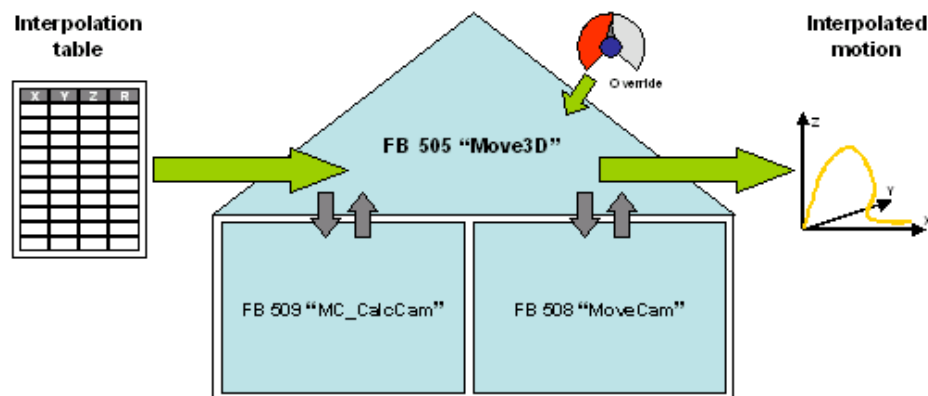 Interpolation
table
X Y Z R
Override
Interpolated
motion
FB 505 “Move3D”
Z
Y
X
FB 509 “MC_CalcCam”
FB 508 “MoveCam”